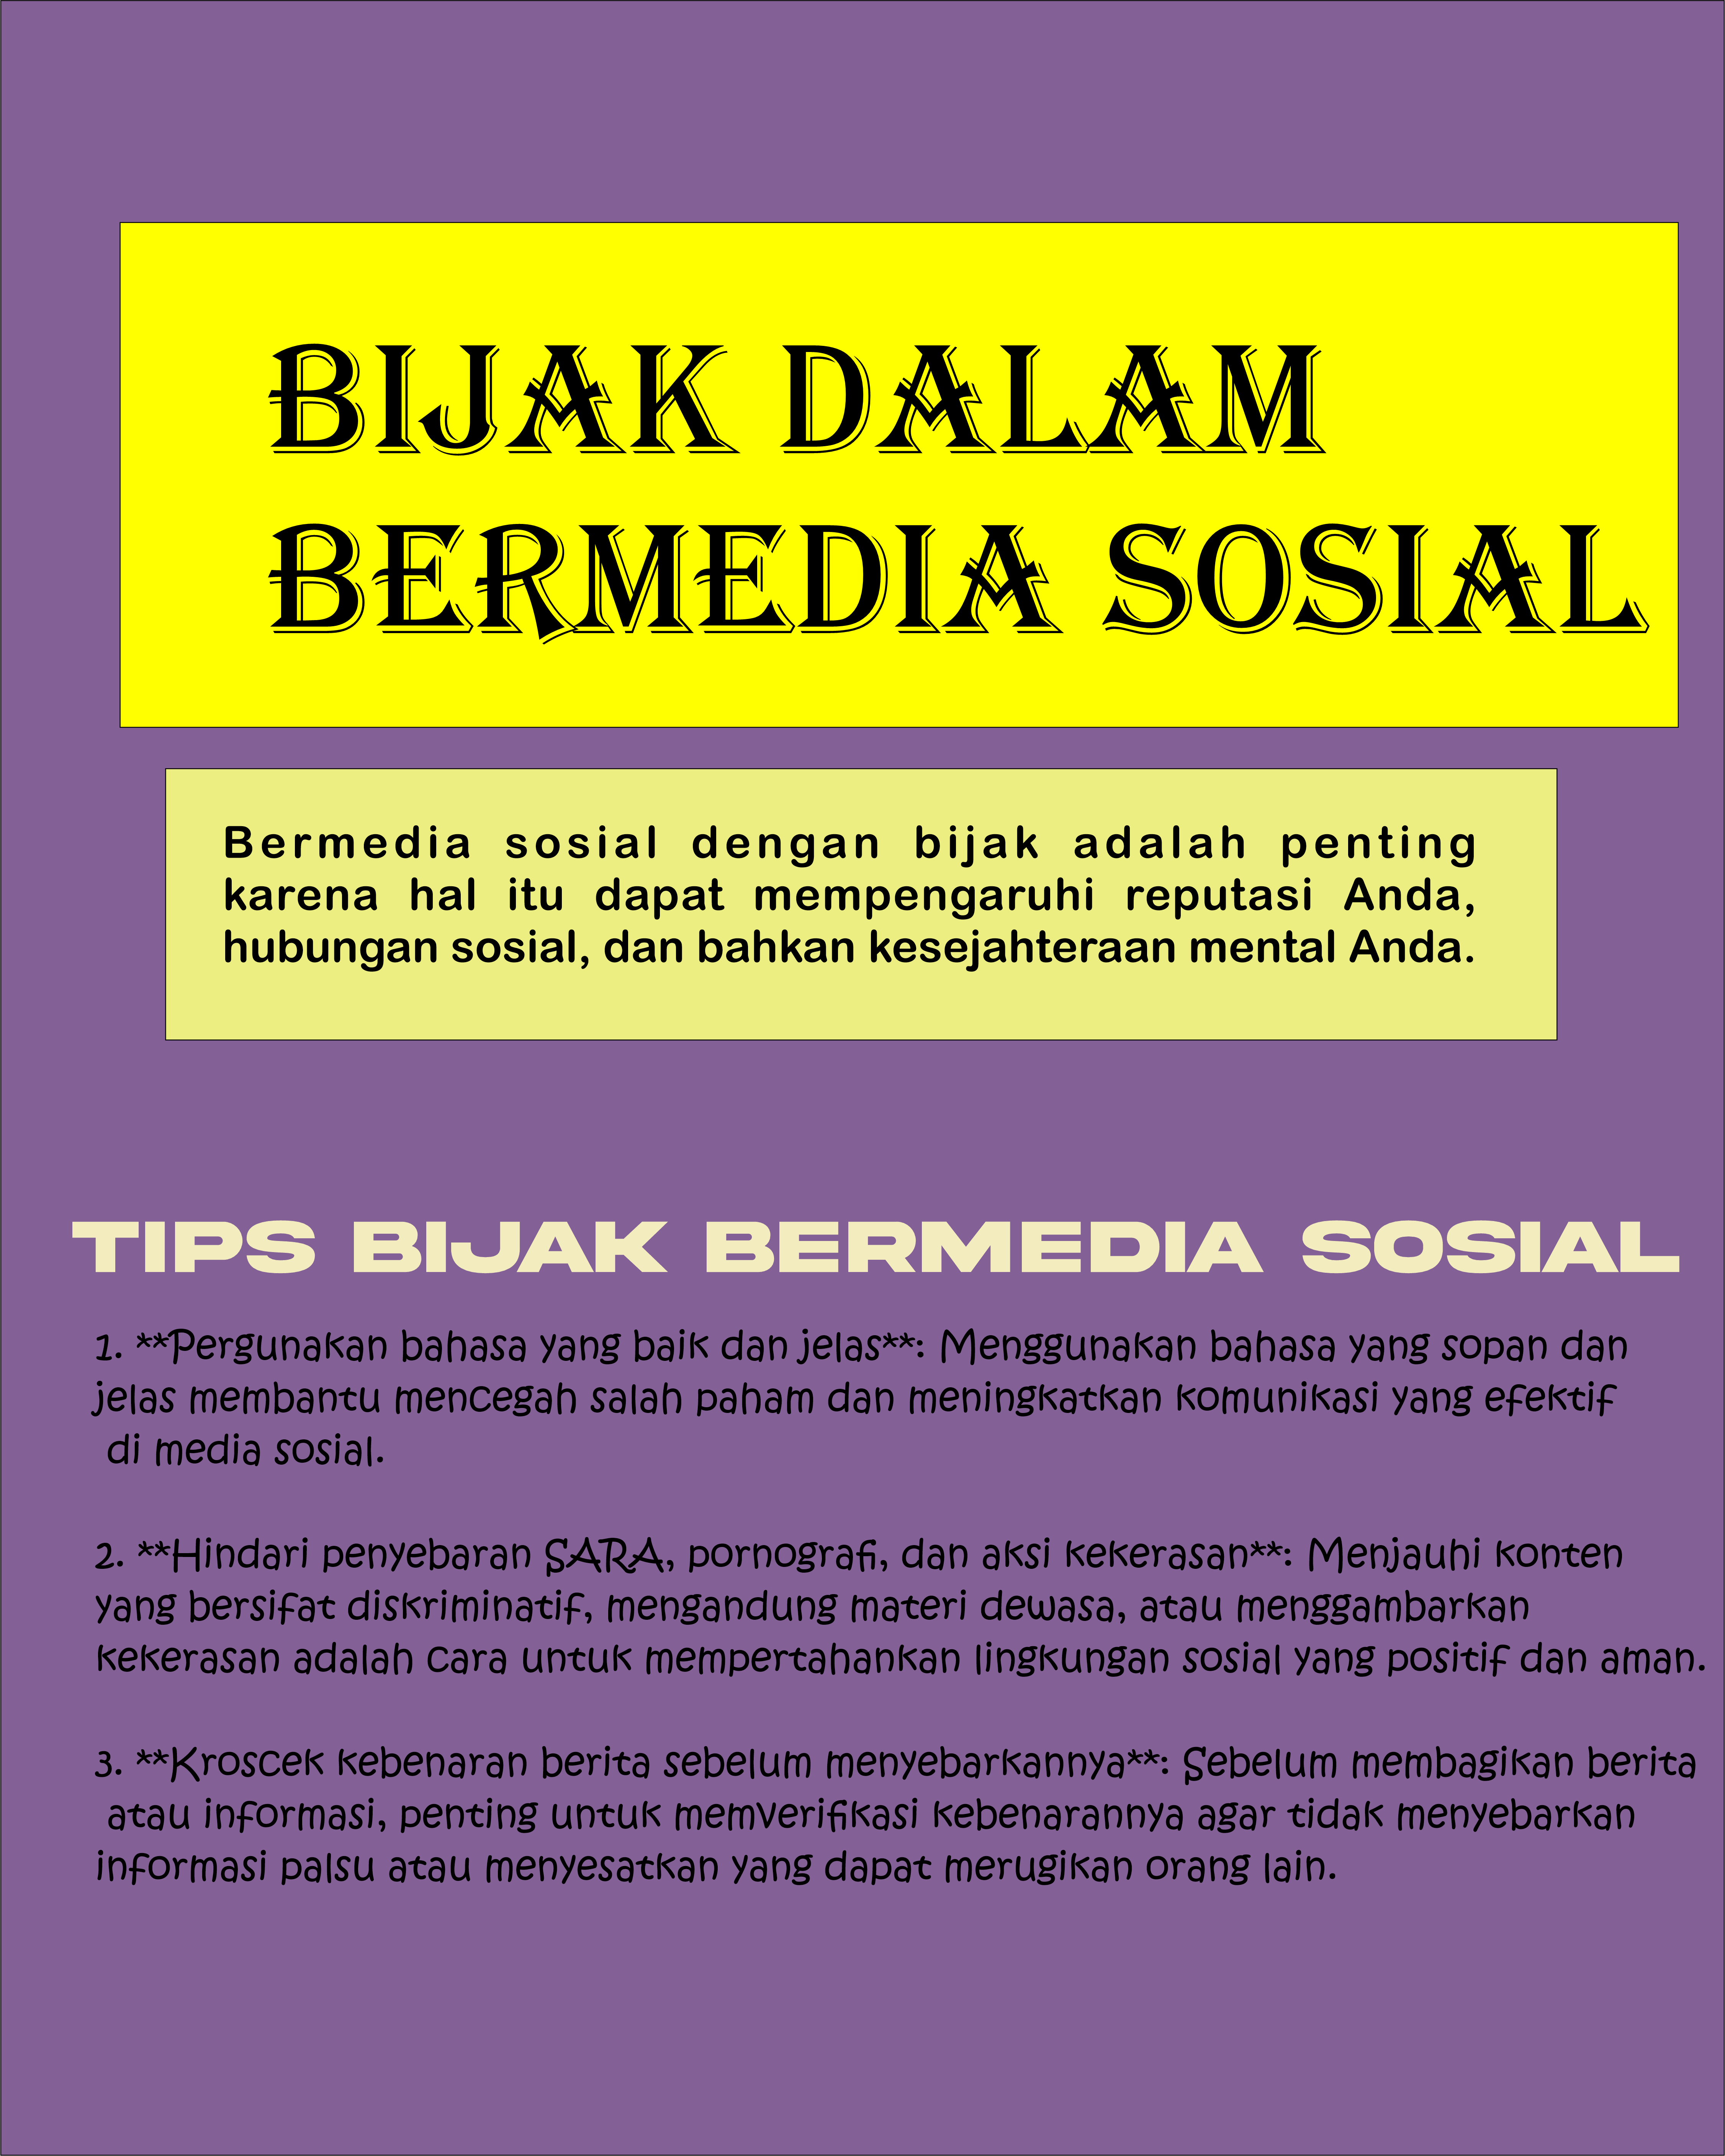 BIJAK DALAM
BERMEDIA SOSIAL
Bermedia sosial dengan bijak adalah penting
karena hal itu dapat mempengaruhi reputasi Anda,
hubungan sosial, dan bahkan kesejahteraan mental Anda.
TIPS BIJAK BERMEDIA SOSIAL
1. **Pergunakan bahasa yang baik dan jelas**: Menggunakan bahasa yang sopan dan
jelas membantu mencegah salah paham dan meningkatkan komunikasi yang efektif
di media sosial.
2. **Hindari penyebaran SARA, pornografi, dan aksi kekerasan**: Menjauhi konten
yang bersifat diskriminatif, mengandung materi dewasa, atau menggambarkan
kekerasan adalah cara untuk mempertahankan lingkungan sosial yang positif dan aman.
3. **Kroscek kebenaran berita sebelum menyebarkannya**: Sebelum membagikan berita
atau informasi, penting untuk memverifikasi kebenarannya agar tidak menyebarkan
informasi palsu atau menyesatkan yang dapat merugikan orang lain.